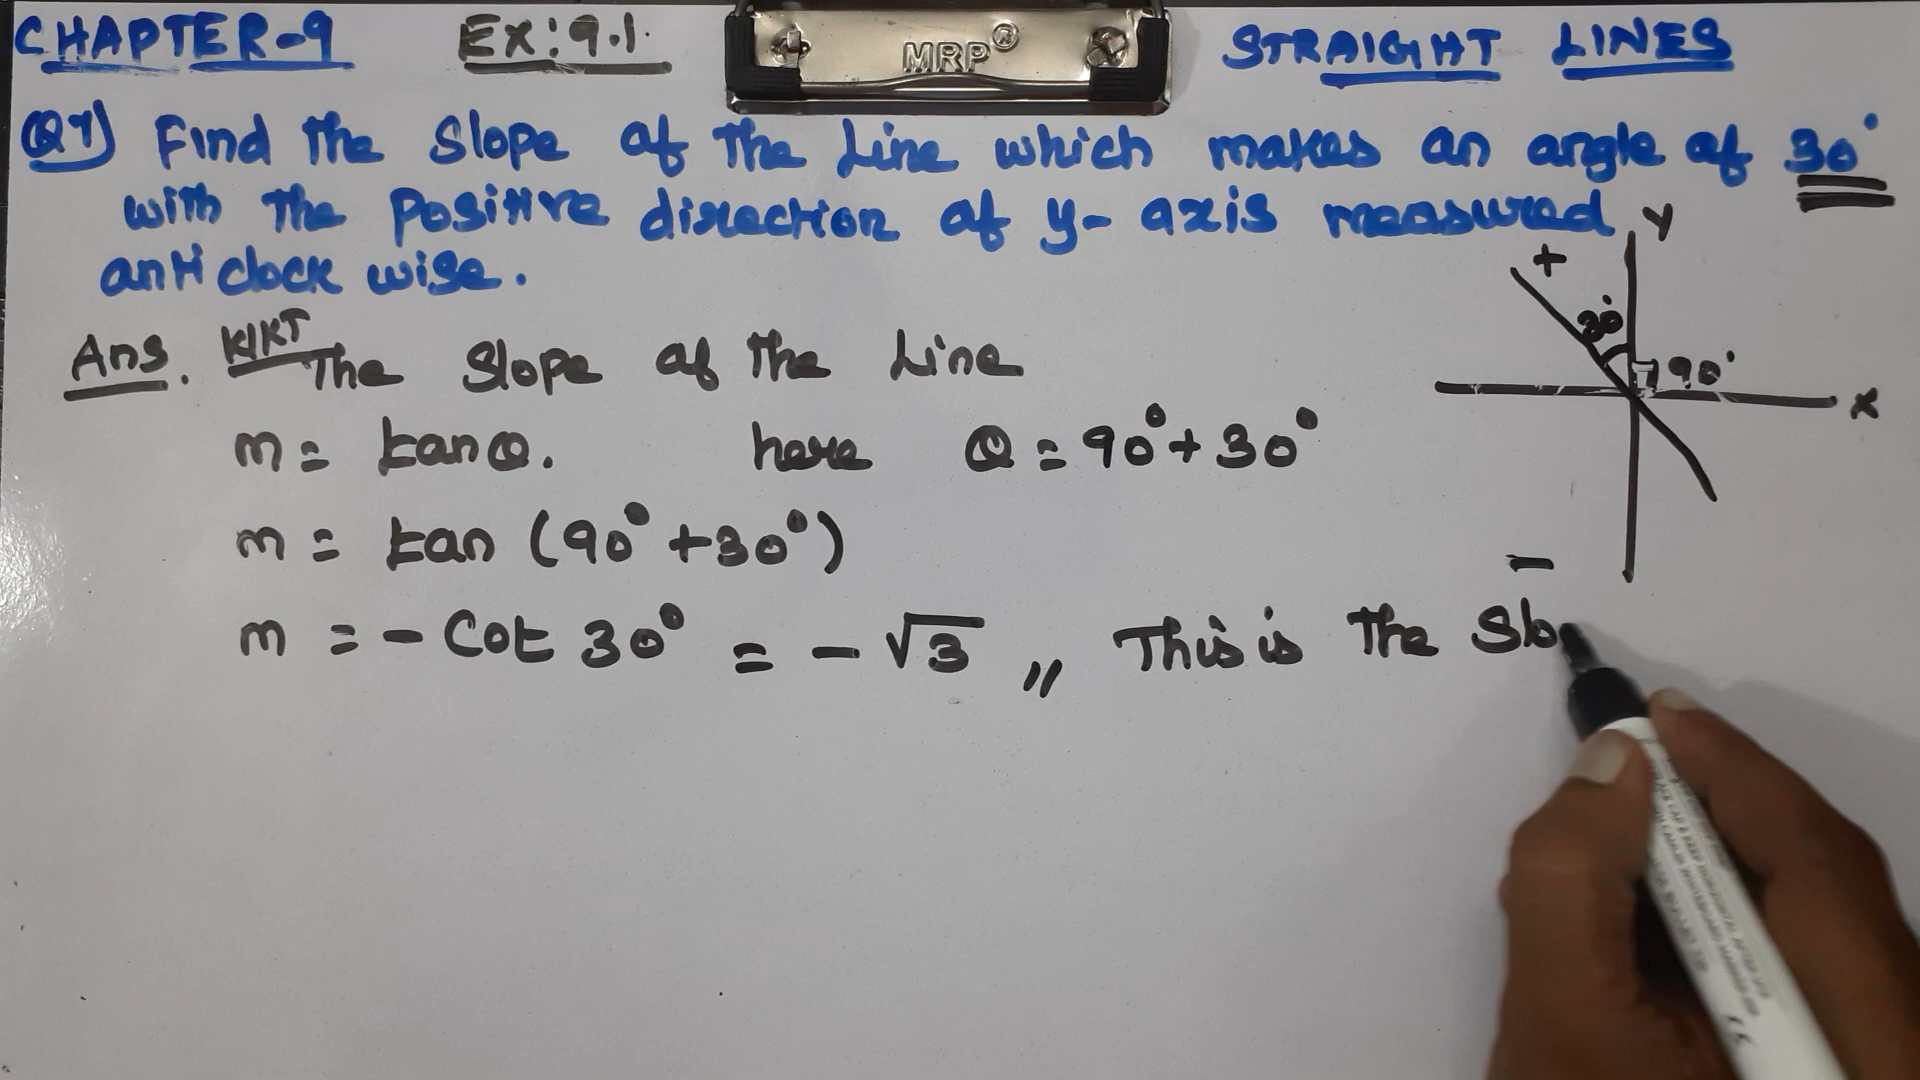 CHAPTER-9 EX:9.1. MRP® STRAIGHT LINES
Q7) Find the Slope of The Line which makes an angle of 30°
with The Positive direction of y-axis measured
anti clock wise.
Y
+
30°
90°
X
Ans. WKT The Slope of the Line
m = tanθ. here θ = 90° + 30°
m = tan (90° + 30°)
–
m = - Cot 30° = - √3 ,, This is The Slo